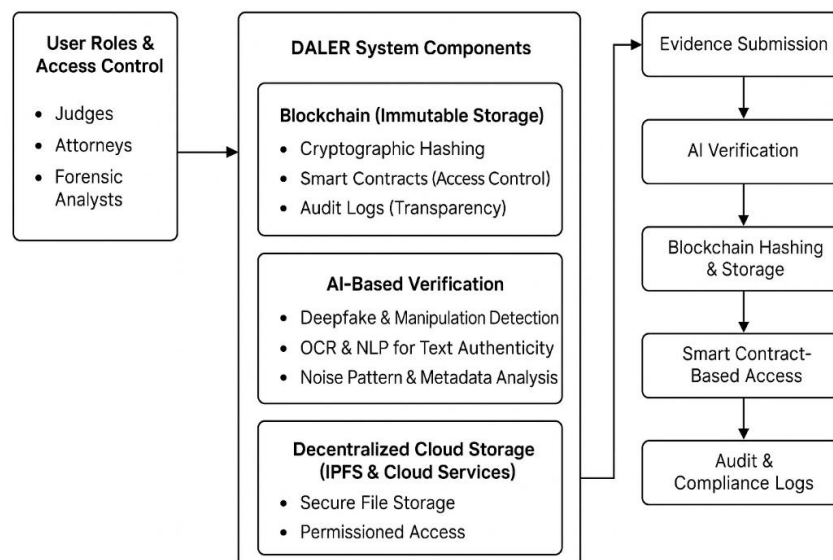 User Roles &
Access Control
• Judges
• Attorneys
• Forensic
Analysts
DALER System Components
Blockchain (Immutable Storage)
• Cryptographic Hashing
• Smart Contracts (Access Control)
• Audit Logs (Transparency)
AI-Based Verification
• Deepfake & Manipulation Detection
• OCR & NLP for Text Authenticity
• Noise Pattern & Metadata Analysis
Decentralized Cloud Storage
(IPFS & Cloud Services)
• Secure File Storage
• Permissioned Access
Evidence Submission
AI Verification
Blockchain Hashing
& Storage
Smart Contract-
Based Access
Audit &
Compliance Logs